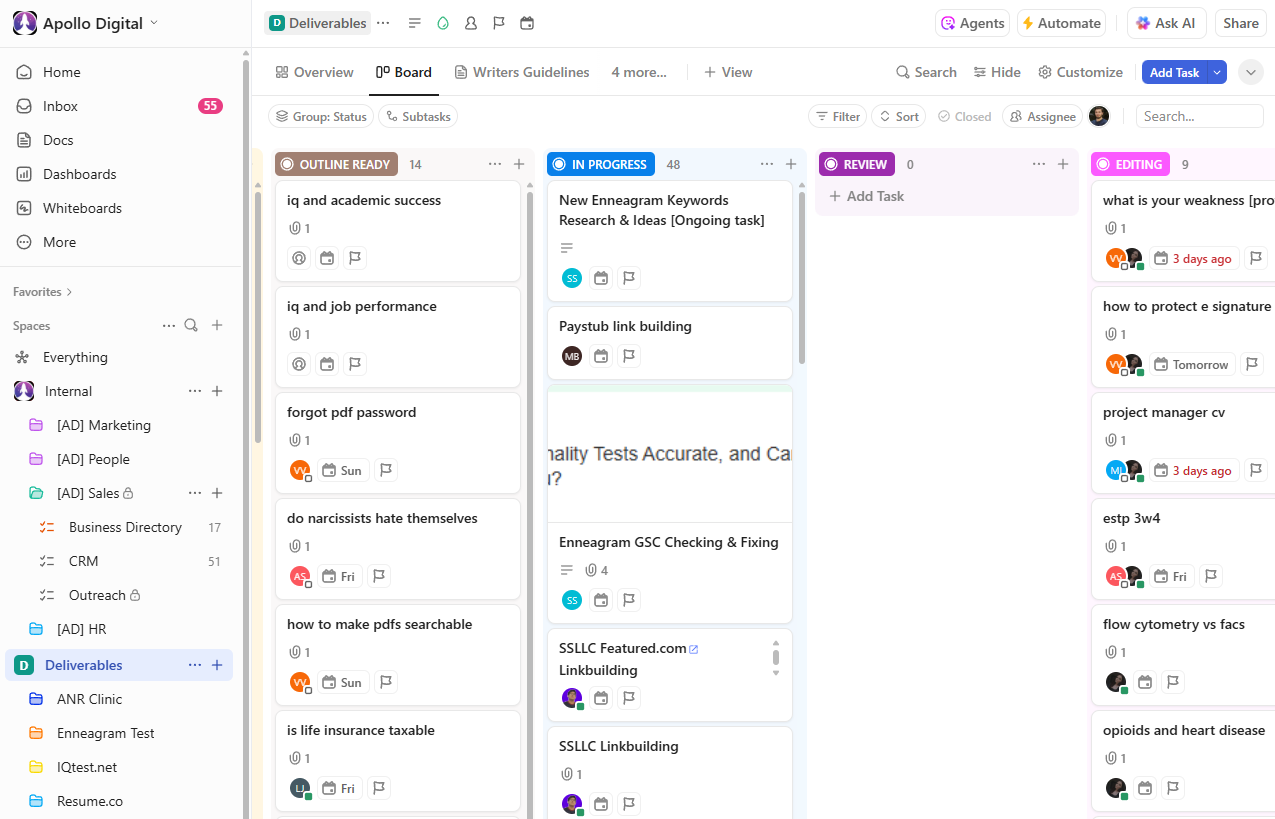 Apollo Digital
Deliverables
Agents
Automate
Ask AI
Share
Home
Inbox
55
Docs
Dashboards
Whiteboards
More
Favorites
Spaces
Everything
Internal
[AD] Marketing
[AD] People
[AD] Sales
Business Directory
17
CRM
51
Outreach
[AD] HR
D
Deliverables
ANR Clinic
Enneagram Test
IQtest.net
Resume.co
D
Overview
Board
Writers Guidelines
4 more...
View
Search
Hide
Customize
Add Task
Group: Status
Subtasks
Filter
Sort
Closed
Assignee
Search...
OUTLINE READY
14
iq and academic success
1
iq and job performance
1
forgot pdf password
1
VV
Sun
do narcissists hate themselves
1
AS
Fri
how to make pdfs searchable
1
VV
Sun
is life insurance taxable
1
LJ
Fri
IN PROGRESS
48
New Enneagram Keywords
Research & Ideas [Ongoing task]
SS
Paystub link building
MB
nality Tests Accurate, and Ca
u?
Enneagram GSC Checking & Fixing
4
SS
SSLLC Featured.com
Linkbuilding
SSLLC Linkbuilding
1
REVIEW
0
Add Task
EDITING
9
what is your weakness [pro
1
VV
3 days ago
how to protect e signature
1
VV
Tomorrow
project manager cv
1
3 days ago
estp 3w4
1
AS
Fri
flow cytometry vs facs
1
opioids and heart disease
1